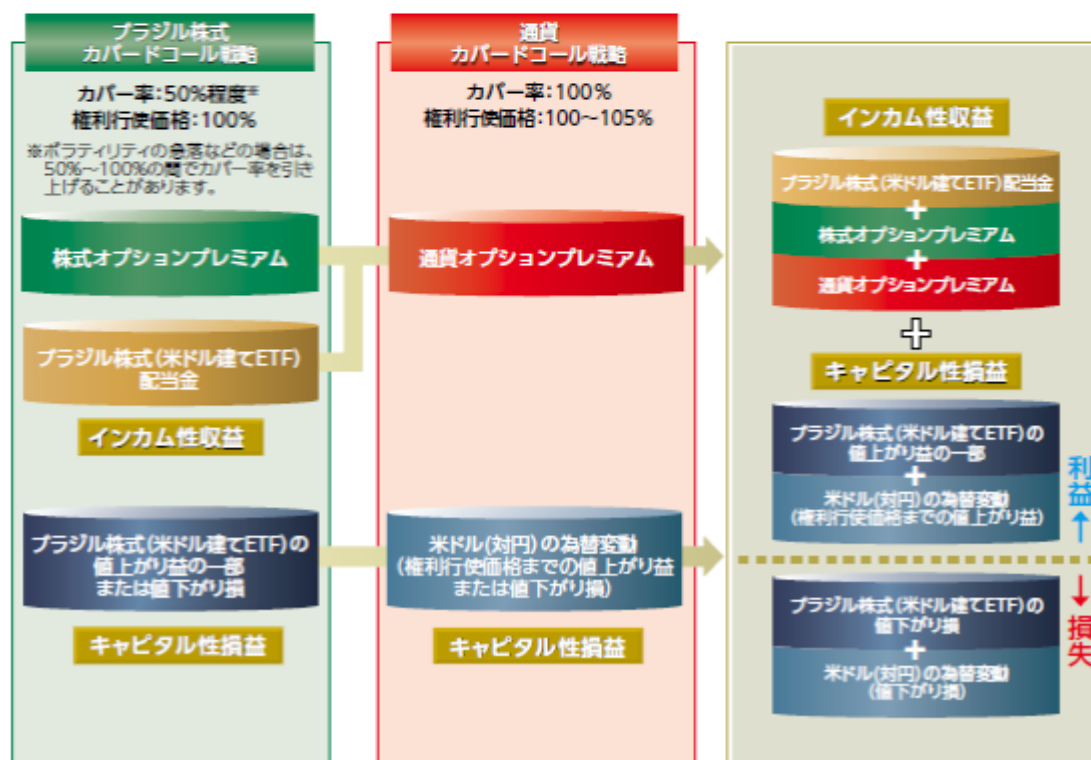 ブラジル株式
カバードコール戦略
カバー率:50%程度※
権利行使価格:100%
※ボラティリティの急落などの場合は、
50%～100%の間でカバー率を引き
上げることがあります。
株式オプションプレミアム
ブラジル株式(米ドル建てETF)
配当金
インカム性収益
ブラジル株式(米ドル建てETF)の
値上がり益の一部
または値下がり損
キャピタル性損益
通貨
カバードコール戦略
カバー率:100%
権利行使価格:100～105%
通貨オプションプレミアム
米ドル(対円)の為替変動
(権利行使価格までの値上がり益
または値下がり損)
キャピタル性損益
インカム性収益
ブラジル株式(米ドル建てETF)配当金
+
株式オプションプレミアム
+
通貨オプションプレミアム
+
キャピタル性損益
ブラジル株式(米ドル建てETF)の
値上がり益の一部
+
米ドル(対円)の為替変動
(権利行使価格までの値上がり益)
利益↑
↓損失
ブラジル株式(米ドル建てETF)の
値下がり損
+
米ドル(対円)の為替変動
(値下がり損)